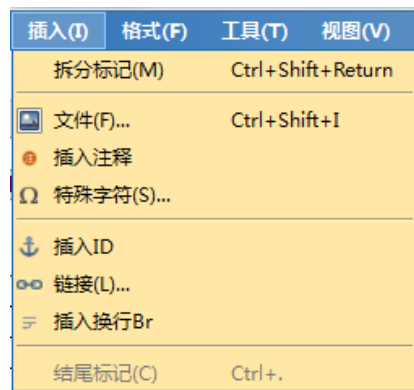 插入(I) 格式(F) 工具(T) 视图(V)
拆分标记(M) Ctrl+Shift+Return
文件(F)... Ctrl+Shift+I
插入注释
特殊字符(S)...
插入ID
链接(L)...
插入换行Br
结尾标记(C) Ctrl+.